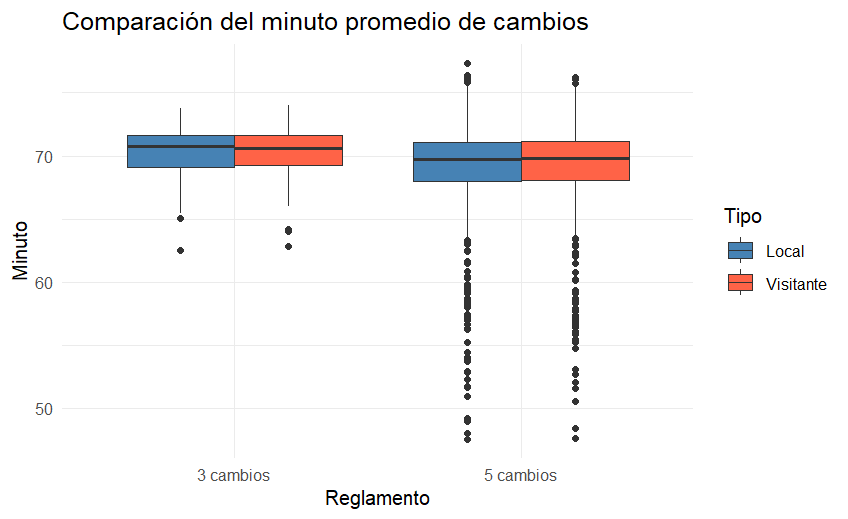 Comparación del minuto promedio de cambios
Minuto
70
60
50
3 cambios
5 cambios
Reglamento
Tipo
Local
Visitante